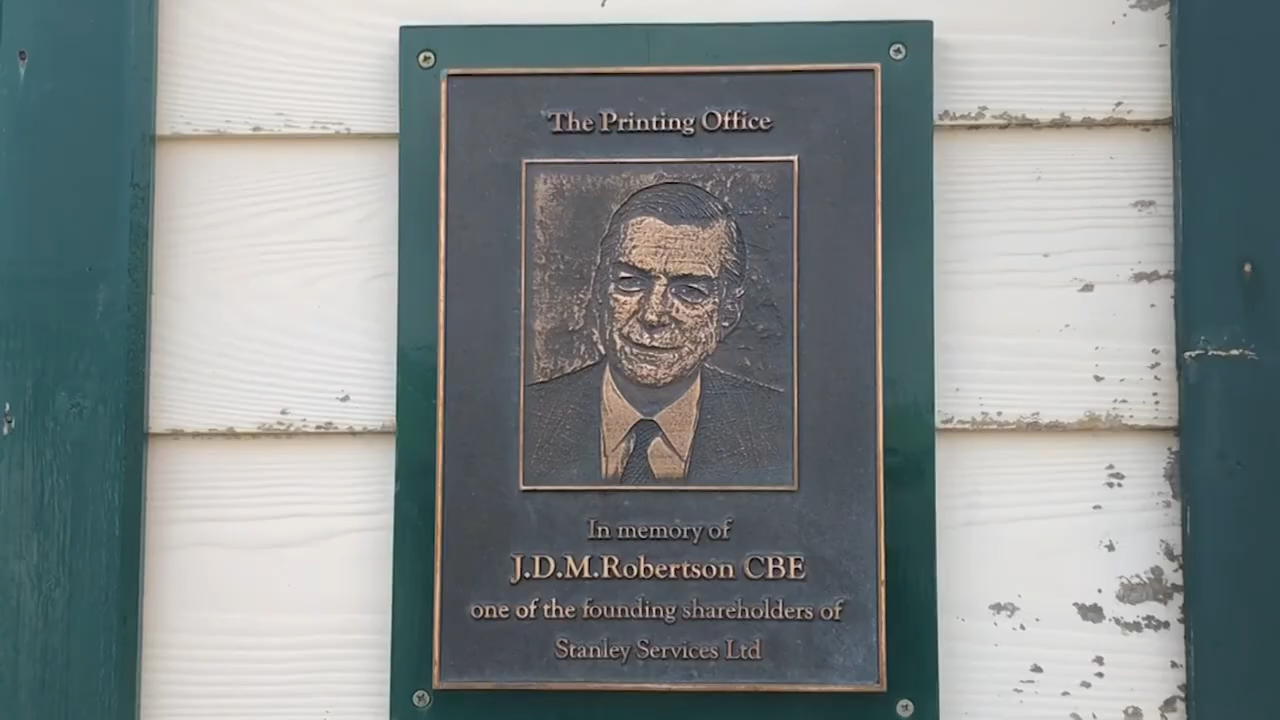 The Printing Office
In memory of
J.D.M.Robertson CBE
one of the founding shareholders of
Stanley Services Ltd